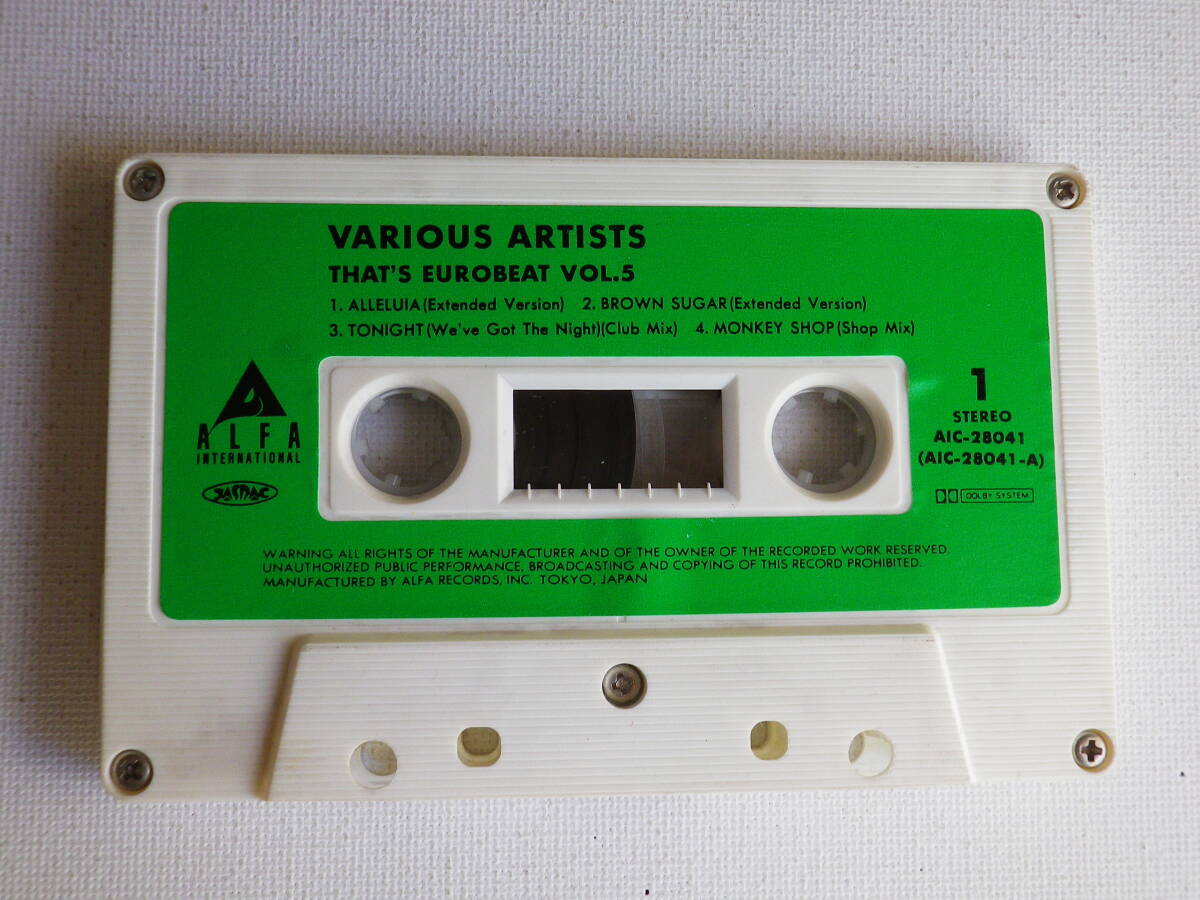 VARIOUS ARTISTS
THAT'S EUROBEAT VOL.5
1. ALLELUIA(Extended Version) 2. BROWN SUGAR(Extended Version)
3. TONIGHT(We've Got The Night)(Club Mix) 4. MONKEY SHOP(Shop Mix)
ALFA
INTERNATIONAL
JASRAC
1
STEREO
AIC-28041
(AIC-28041-A)
DOLBY SYSTEM
WARNING ALL RIGHTS OF THE MANUFACTURER AND OF THE OWNER OF THE RECORDED WORK RESERVED.
UNAUTHORIZED PUBLIC PERFORMANCE, BROADCASTING AND COPYING OF THIS RECORD PROHIBITED.
MANUFACTURED BY ALFA RECORDS, INC. TOKYO, JAPAN